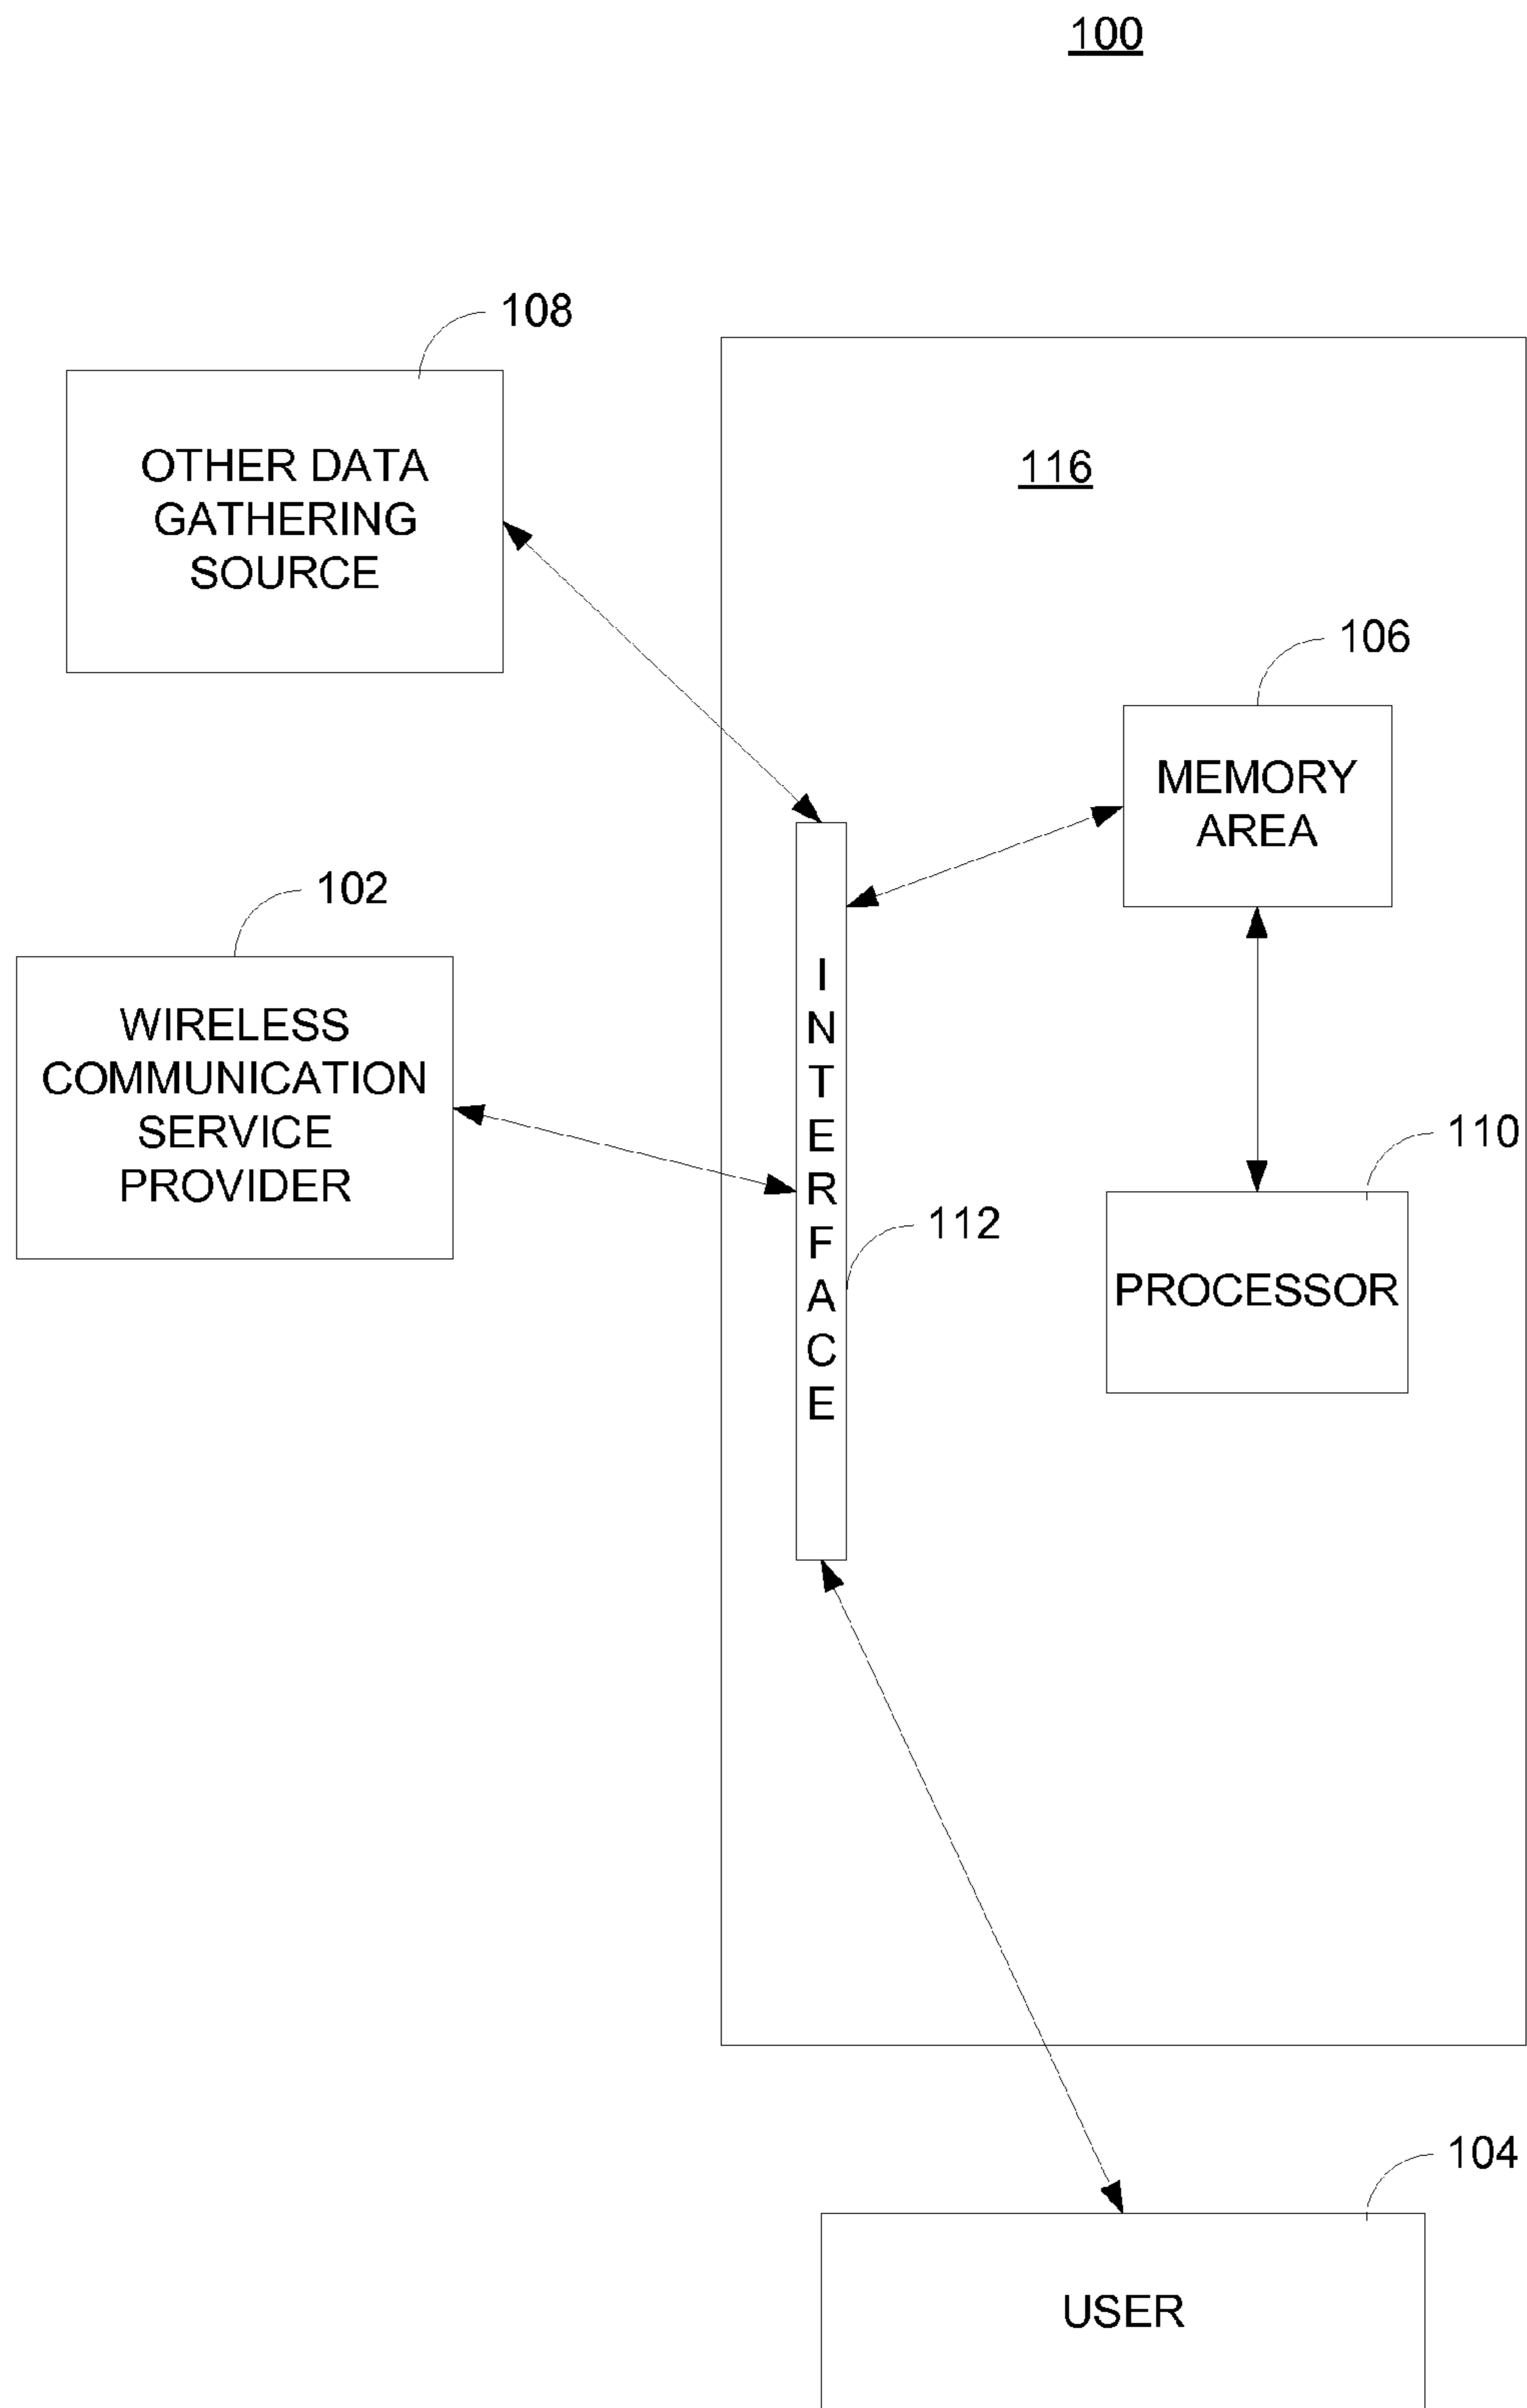 100
108
OTHER DATA
GATHERING
SOURCE
116
106
MEMORY
AREA
102
WIRELESS
COMMUNICATION
SERVICE
PROVIDER
INTERFACE
112
110
PROCESSOR
104
USER